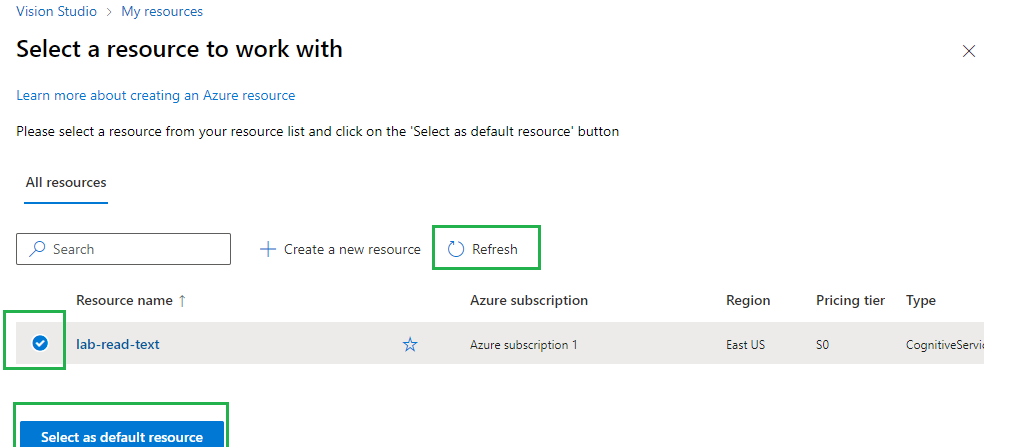 Vision Studio > My resources
Select a resource to work with
Learn more about creating an Azure resource
Please select a resource from your resource list and click on the 'Select as default resource' button
All resources
Search + Create a new resource Refresh
Resource name ↑ Azure subscription Region Pricing tier Type
lab-read-text Azure subscription 1 East US S0 CognitiveServic
Select as default resource